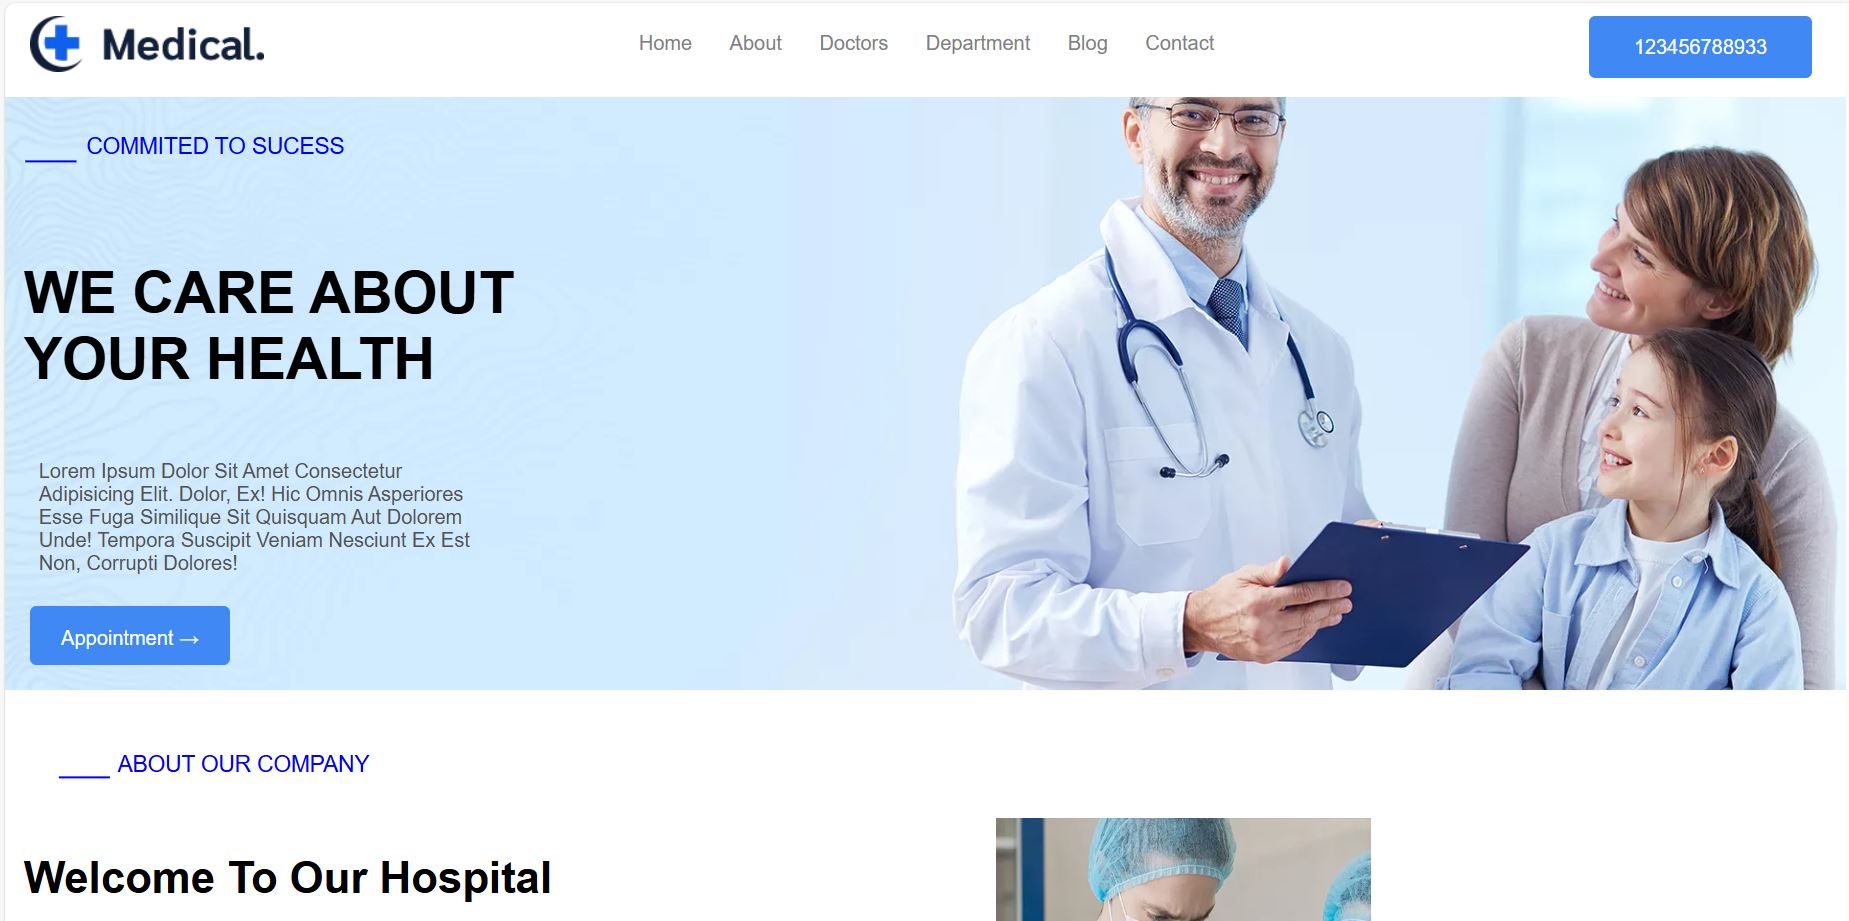 Medical.
Home About Doctors Department Blog Contact
123456788933
COMMITED TO SUCESS
WE CARE ABOUT
YOUR HEALTH
Lorem Ipsum Dolor Sit Amet Consectetur
Adipisicing Elit. Dolor, Ex! Hic Omnis Asperiores
Esse Fuga Similique Sit Quisquam Aut Dolorem
Unde! Tempora Suscipit Veniam Nesciunt Ex Est
Non, Corrupti Dolores!
Appointment →
ABOUT OUR COMPANY
Welcome To Our Hospital